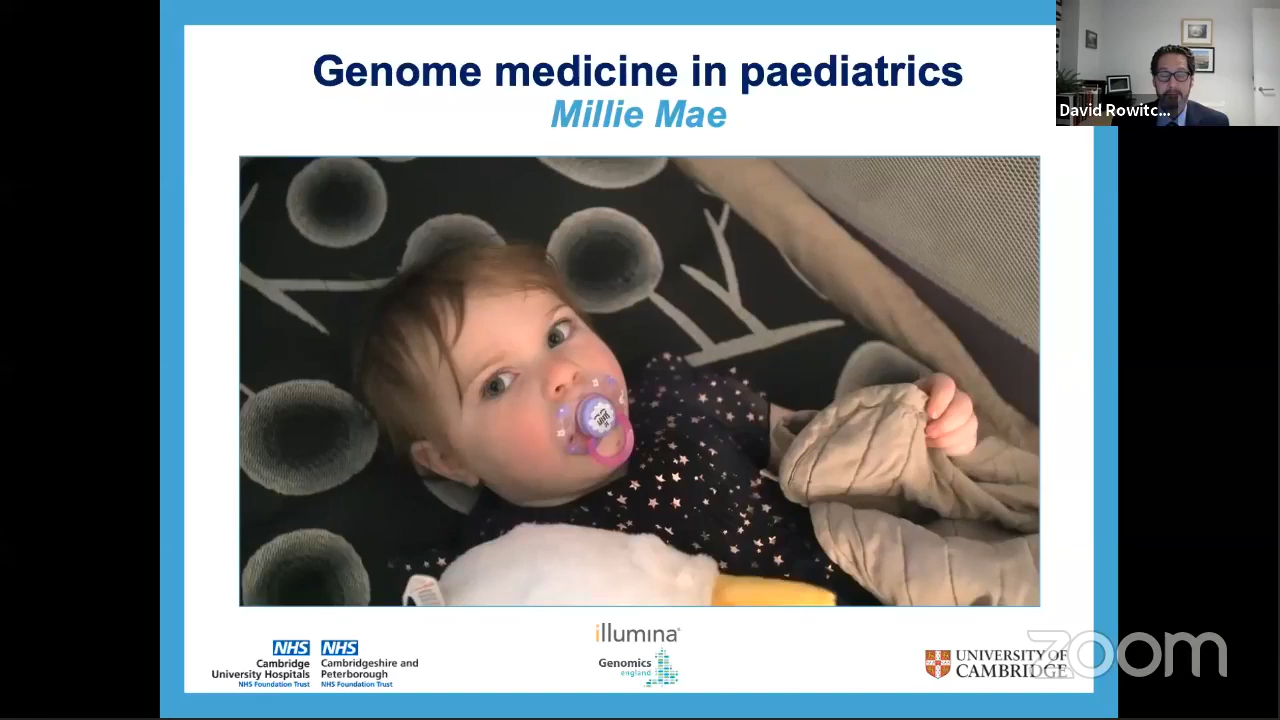 Genome medicine in paediatrics
Millie Mae
David Rowitc...
NHS
Cambridge
University Hospitals
NHS Foundation Trust
NHS
Cambridgeshire and
Peterborough
NHS Foundation Trust
illumina®
Genomics
england
UNIVERSITY OF
CAMBRIDGE
zoom